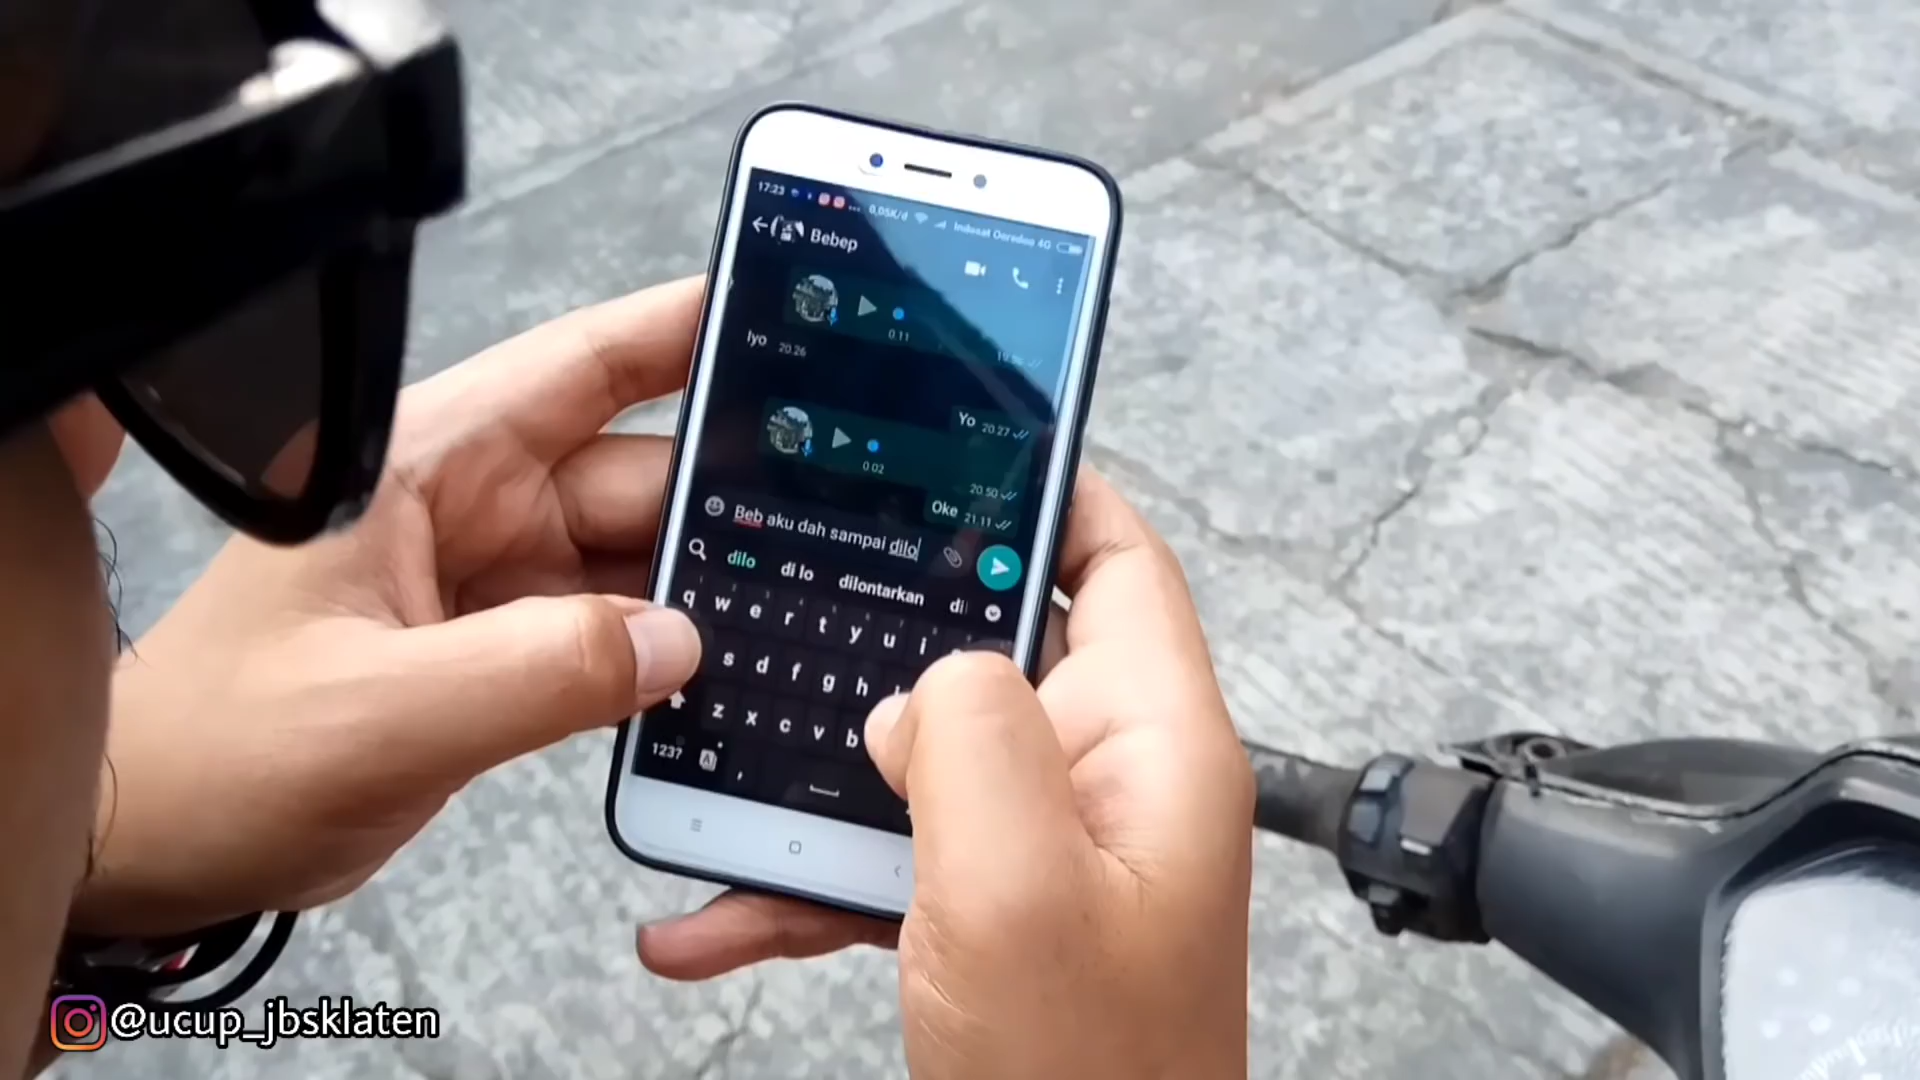 17:23 0,05K/d Indosat Ooredoo 4G
Bebep
0:11
Iyo 20.26
Yo 20.27
0:02
20.50
Oke 21.11
Beb aku dah sampai dilo
dilo di lo dilontarkan di
q w e r t y u i
s d f g h
z x c v b
123? ,
@ucup_jbsklaten